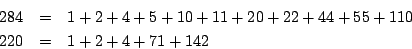 284 = 1 + 2 + 4 + 5 + 10 + 11 + 20 + 22 + 44 + 55 + 110
220 = 1 + 2 + 4 + 71 + 142